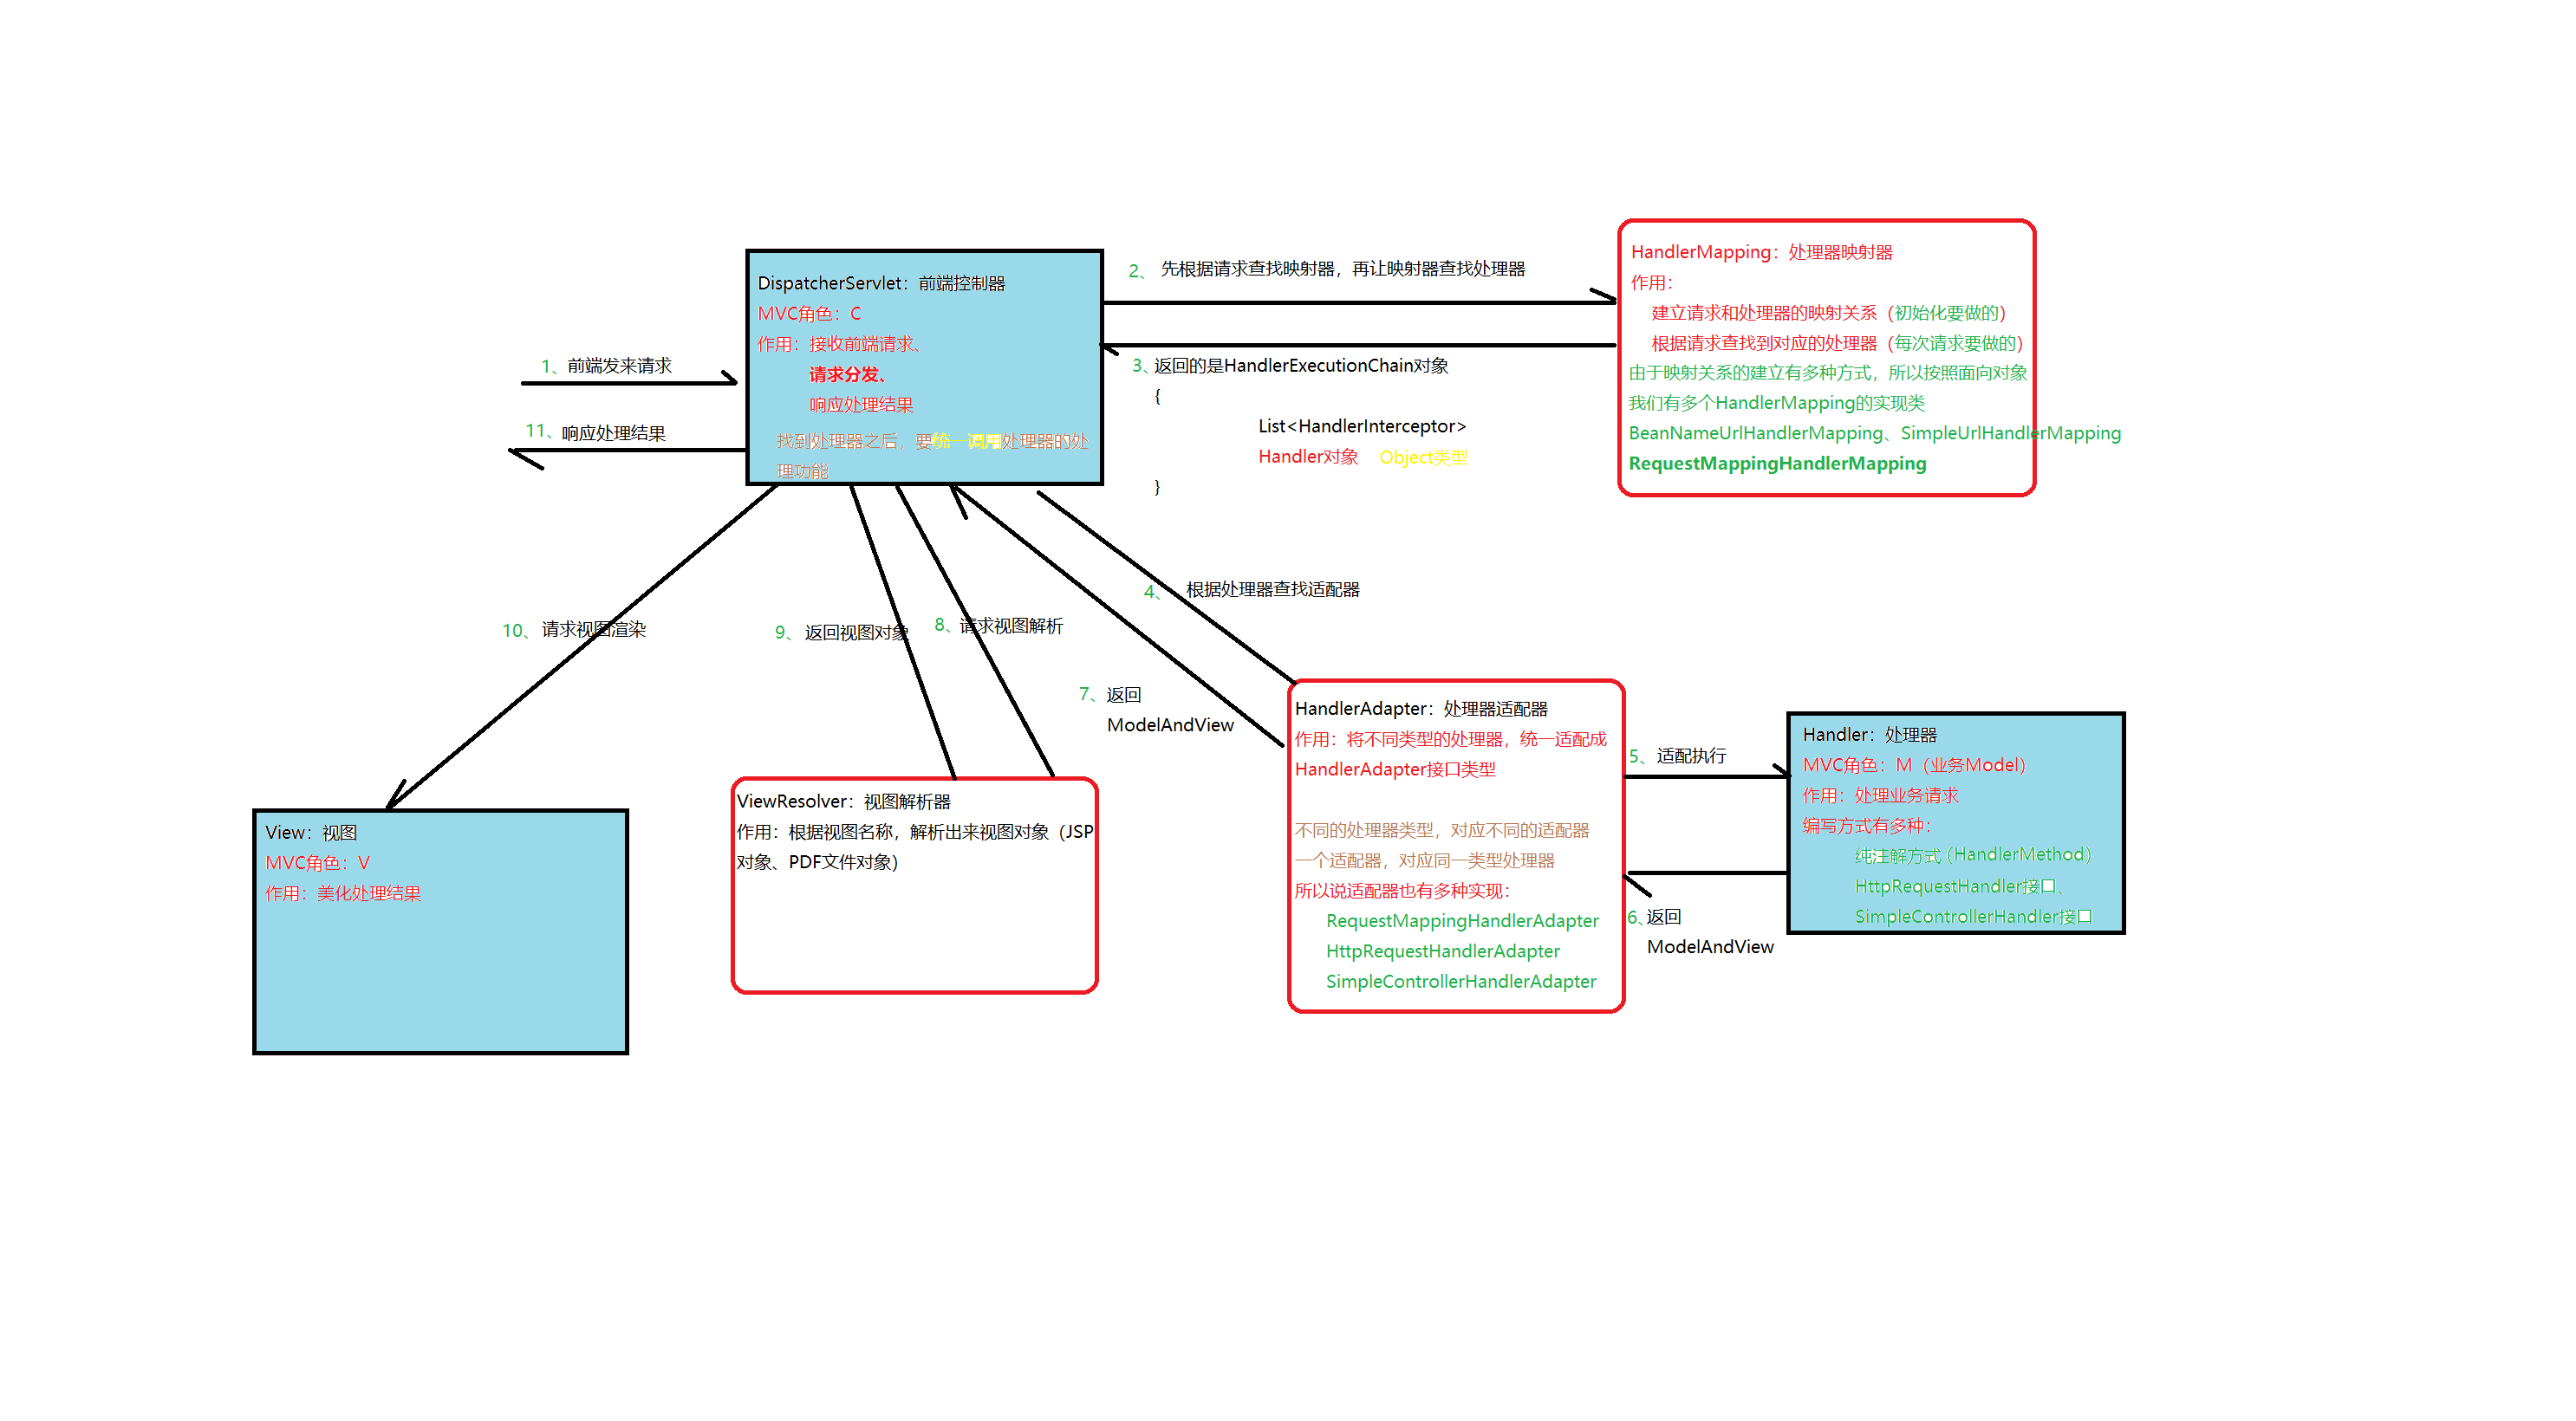 DispatcherServlet：前端控制器
MVC角色：C
作用：接收前端请求、
请求分发、
响应处理结果
找到处理器之后，要统一调用处理器的处
理功能
1、前端发来请求
11、响应处理结果
2、先根据请求查找映射器，再让映射器查找处理器
3、返回的是HandlerExecutionChain对象
{
List<HandlerInterceptor>
Handler对象 Object类型
}
HandlerMapping：处理器映射器
作用：
建立请求和处理器的映射关系（初始化要做的）
根据请求查找到对应的处理器（每次请求要做的）
由于映射关系的建立有多种方式，所以按照面向对象
我们有多个HandlerMapping的实现类
BeanNameUrlHandlerMapping、SimpleUrlHandlerMapping
RequestMappingHandlerMapping
4、根据处理器查找适配器
10、请求视图渲染
9、返回视图对象
8、请求视图解析
7、返回
ModelAndView
HandlerAdapter：处理器适配器
作用：将不同类型的处理器，统一适配成
HandlerAdapter接口类型
不同的处理器类型，对应不同的适配器
一个适配器，对应同一类型处理器
所以说适配器也有多种实现：
RequestMappingHandlerAdapter
HttpRequestHandlerAdapter
SimpleControllerHandlerAdapter
5、适配执行
6、返回
ModelAndView
Handler：处理器
MVC角色：M（业务Model）
作用：处理业务请求
编写方式有多种：
纯注解方式（HandlerMethod）
HttpRequestHandler接口、
SimpleControllerHandler接口
ViewResolver：视图解析器
作用：根据视图名称，解析出来视图对象（JSP
对象、PDF文件对象）
View：视图
MVC角色：V
作用：美化处理结果